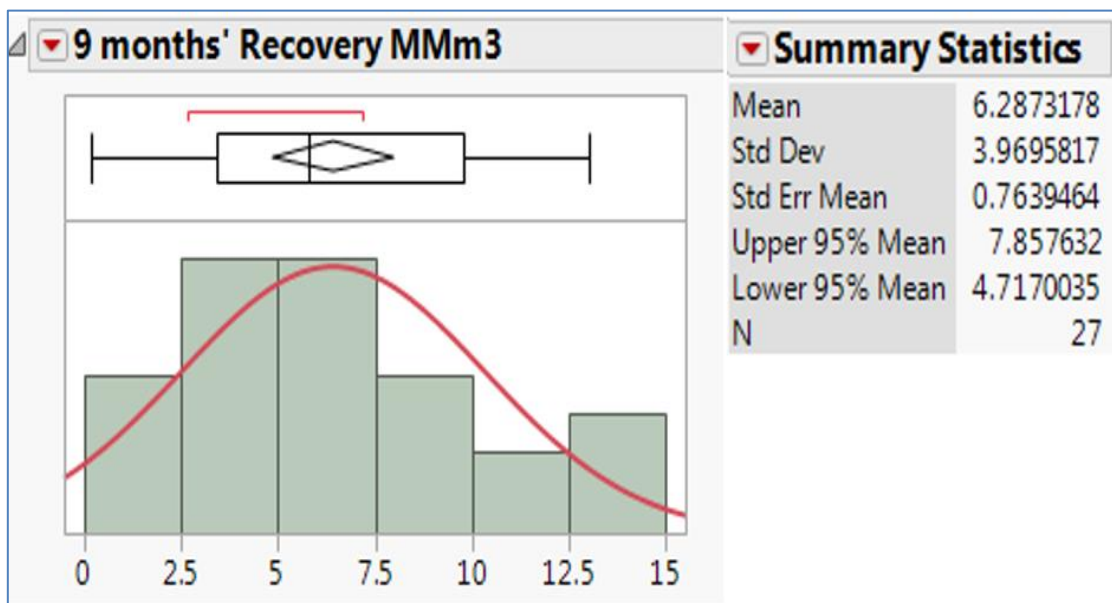 9 months' Recovery MMm3
0 2.5 5 7.5 10 12.5 15
Summary Statistics
Mean 6.2873178
Std Dev 3.9695817
Std Err Mean 0.7639464
Upper 95% Mean 7.857632
Lower 95% Mean 4.7170035
N 27